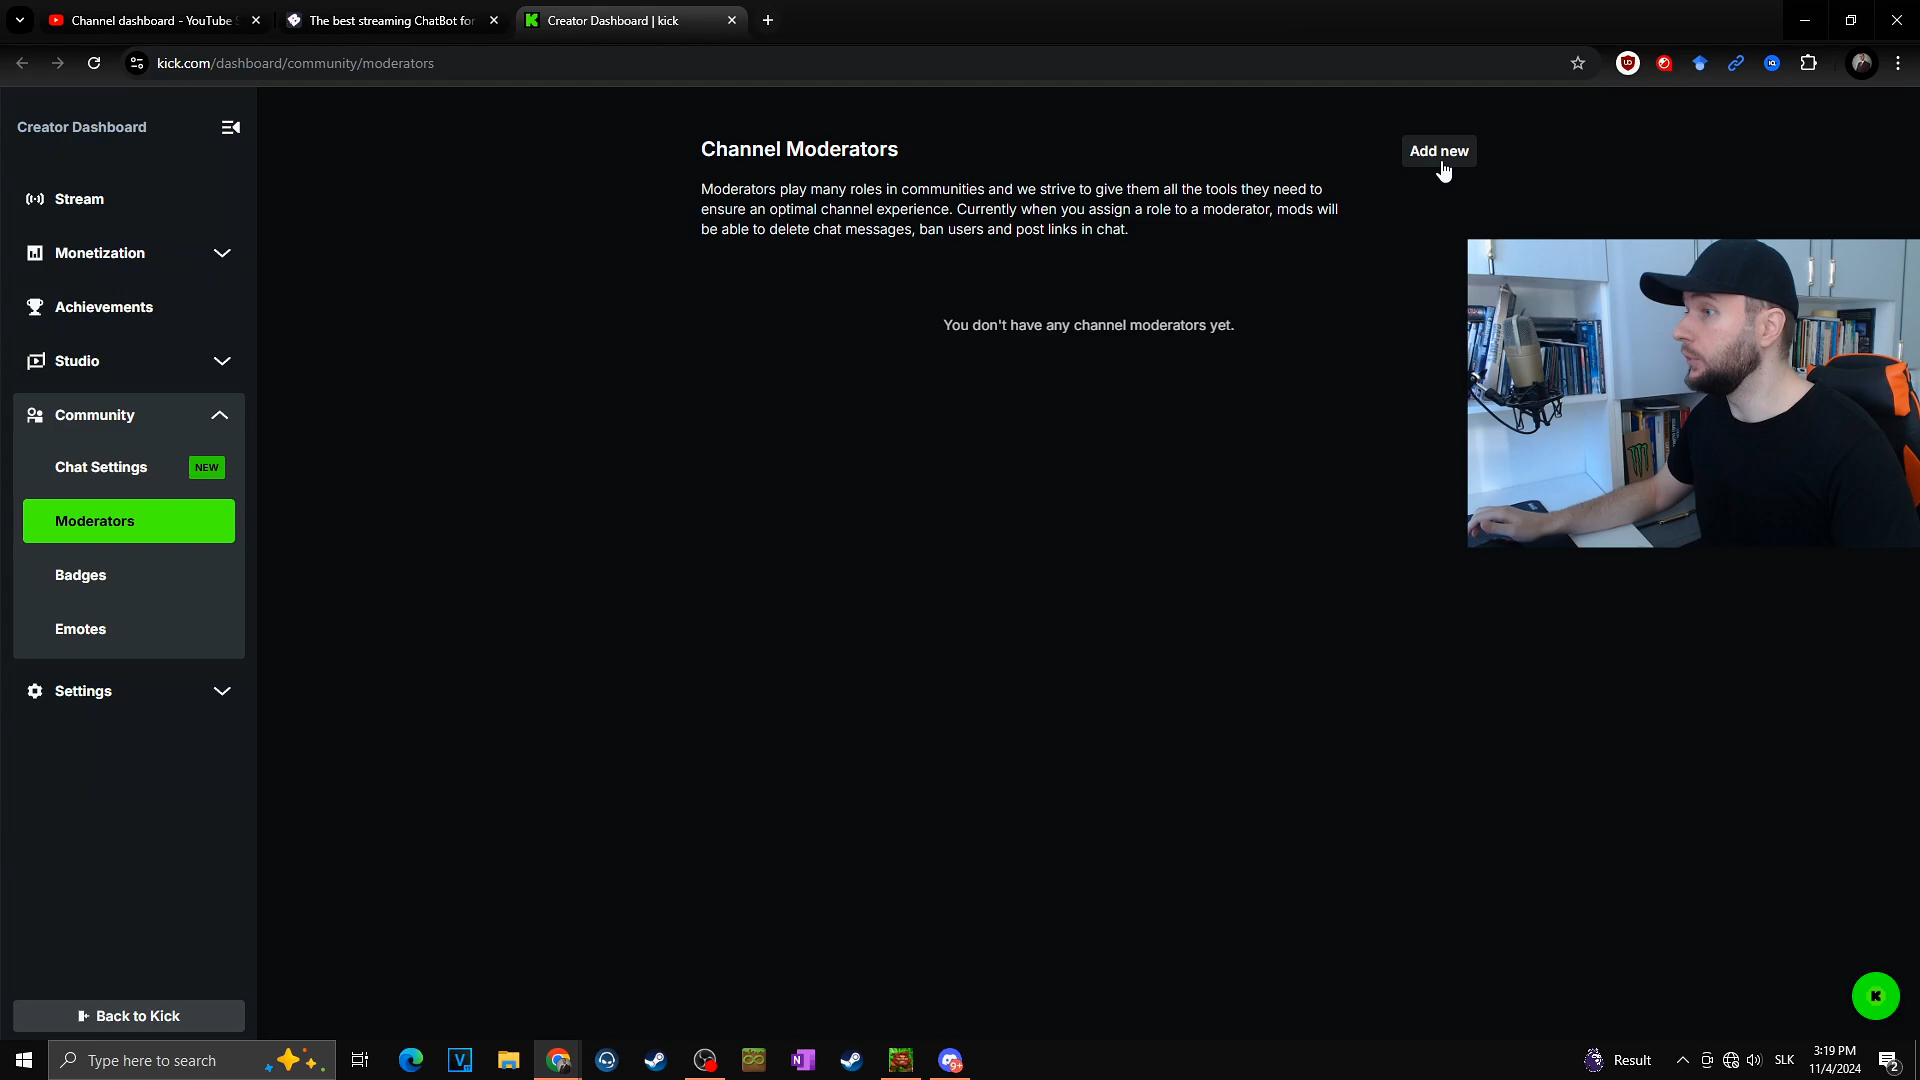 Channel dashboard - YouTube
The best streaming ChatBot for
Creator Dashboard | kick
kick.com/dashboard/community/moderators
Creator Dashboard
Stream
Monetization
Achievements
Studio
Community
Chat Settings
NEW
Moderators
Badges
Emotes
Settings
Back to Kick
Channel Moderators
Add new
Moderators play many roles in communities and we strive to give them all the tools they need to
ensure an optimal channel experience. Currently when you assign a role to a moderator, mods will
be able to delete chat messages, ban users and post links in chat.
You don't have any channel moderators yet.
Type here to search
9+
Result
SLK
3:19 PM
11/4/2024
2